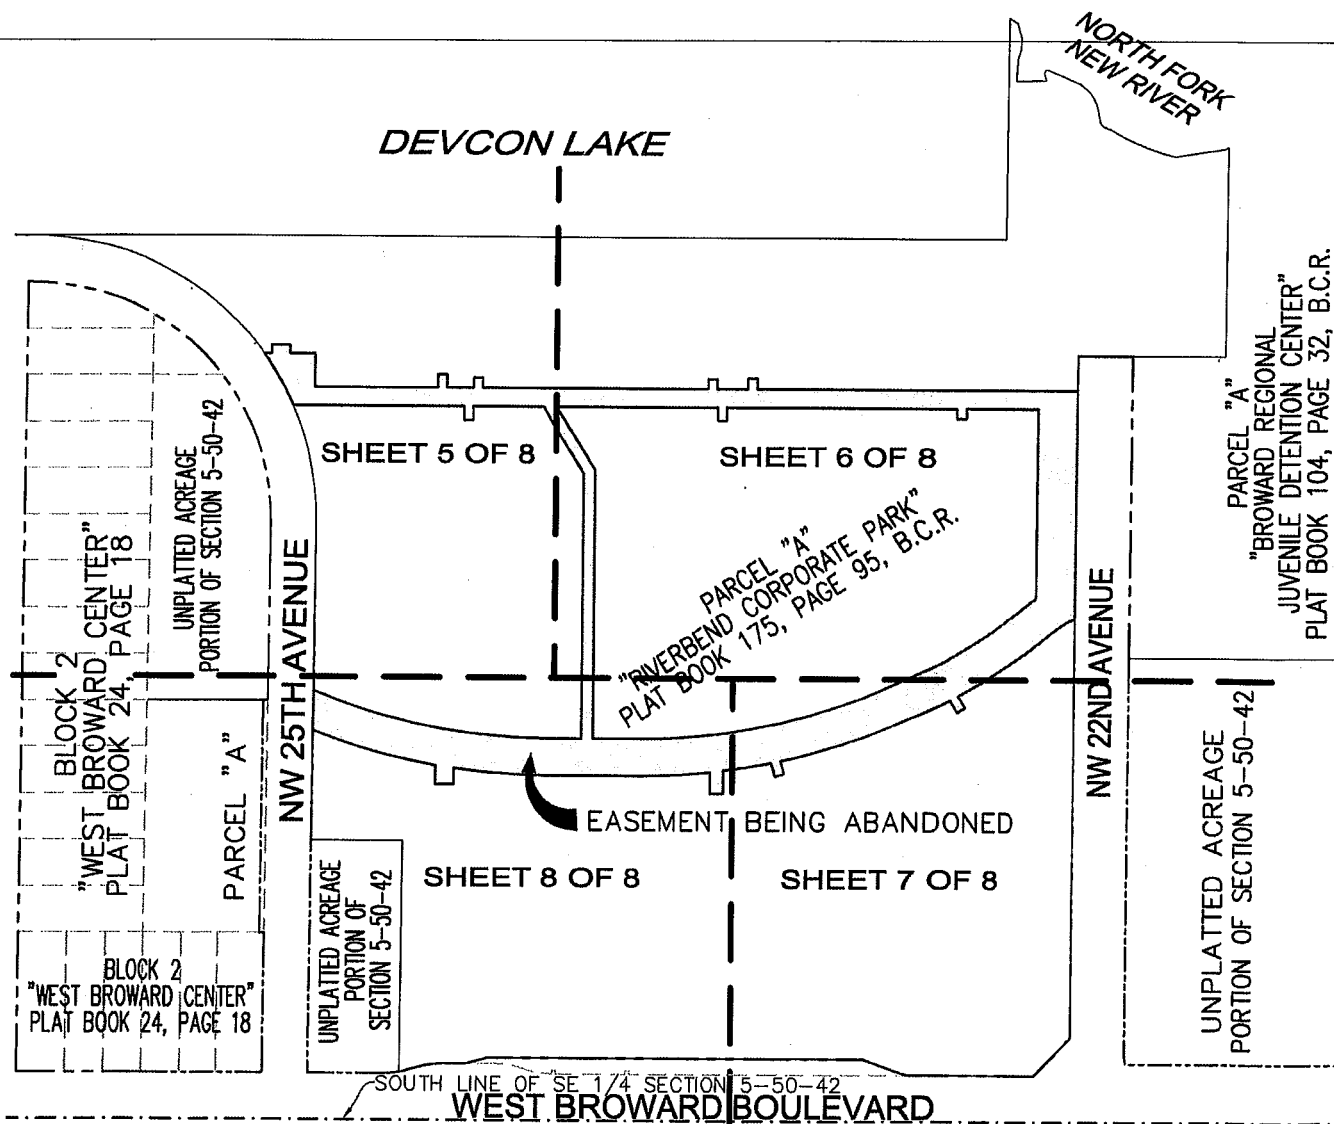 NORTH FORK
NEW RIVER
DEVCON LAKE
PARCEL "A"
"BROWARD REGIONAL
JUVENILE DETENTION CENTER"
PLAT BOOK 104, PAGE 32, B.C.R.
UNPLATTED ACREAGE
PORTION OF SECTION 5-50-42
SHEET 5 OF 8
SHEET 6 OF 8
PARCEL "A"
"RIVERBEND CORPORATE PARK"
PLAT BOOK 175, PAGE 95, B.C.R.
BLOCK 2
"WEST BROWARD CENTER"
PLAT BOOK 24, PAGE 18
NW 25TH AVENUE
NW 22ND AVENUE
PARCEL "A"
EASEMENT BEING ABANDONED
SHEET 8 OF 8
SHEET 7 OF 8
UNPLATTED ACREAGE
PORTION OF
SECTION 5-50-42
UNPLATTED ACREAGE
PORTION OF SECTION 5-50-42
BLOCK 2
"WEST BROWARD CENTER"
PLAT BOOK 24, PAGE 18
SOUTH LINE OF SE 1/4 SECTION 5-50-42
WEST BROWARD BOULEVARD